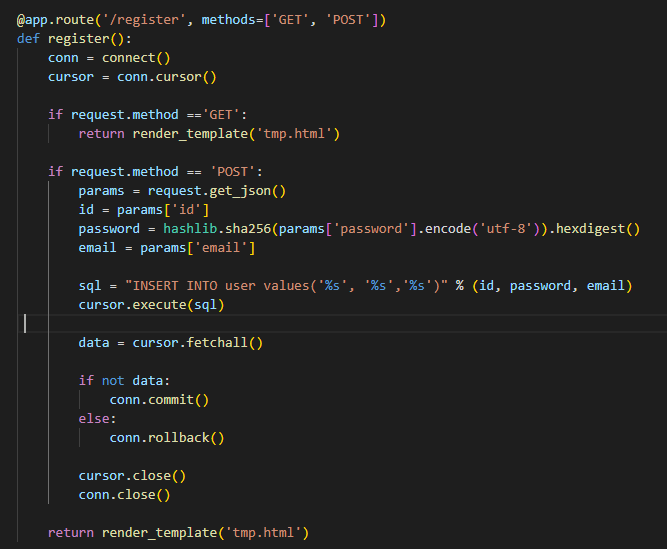 @app.route('/register', methods=['GET', 'POST'])
def register():
    conn = connect()
    cursor = conn.cursor()

    if request.method =='GET':
        return render_template('tmp.html')

    if request.method == 'POST':
        params = request.get_json()
        id = params['id']
        password = hashlib.sha256(params['password'].encode('utf-8')).hexdigest()
        email = params['email']

        sql = "INSERT INTO user values('%s', '%s','%s')" % (id, password, email)
        cursor.execute(sql)

        data = cursor.fetchall()

        if not data:
            conn.commit()
        else:
            conn.rollback()

        cursor.close()
        conn.close()

    return render_template('tmp.html')